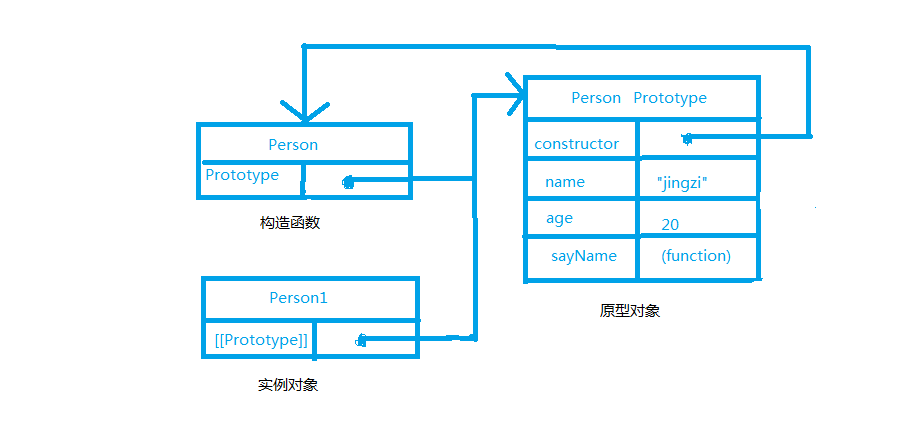 Person
Prototype
构造函数
Person1
[[Prototype]]
实例对象
Person Prototype
constructor
name "jingzi"
age 20
sayName (function)
原型对象